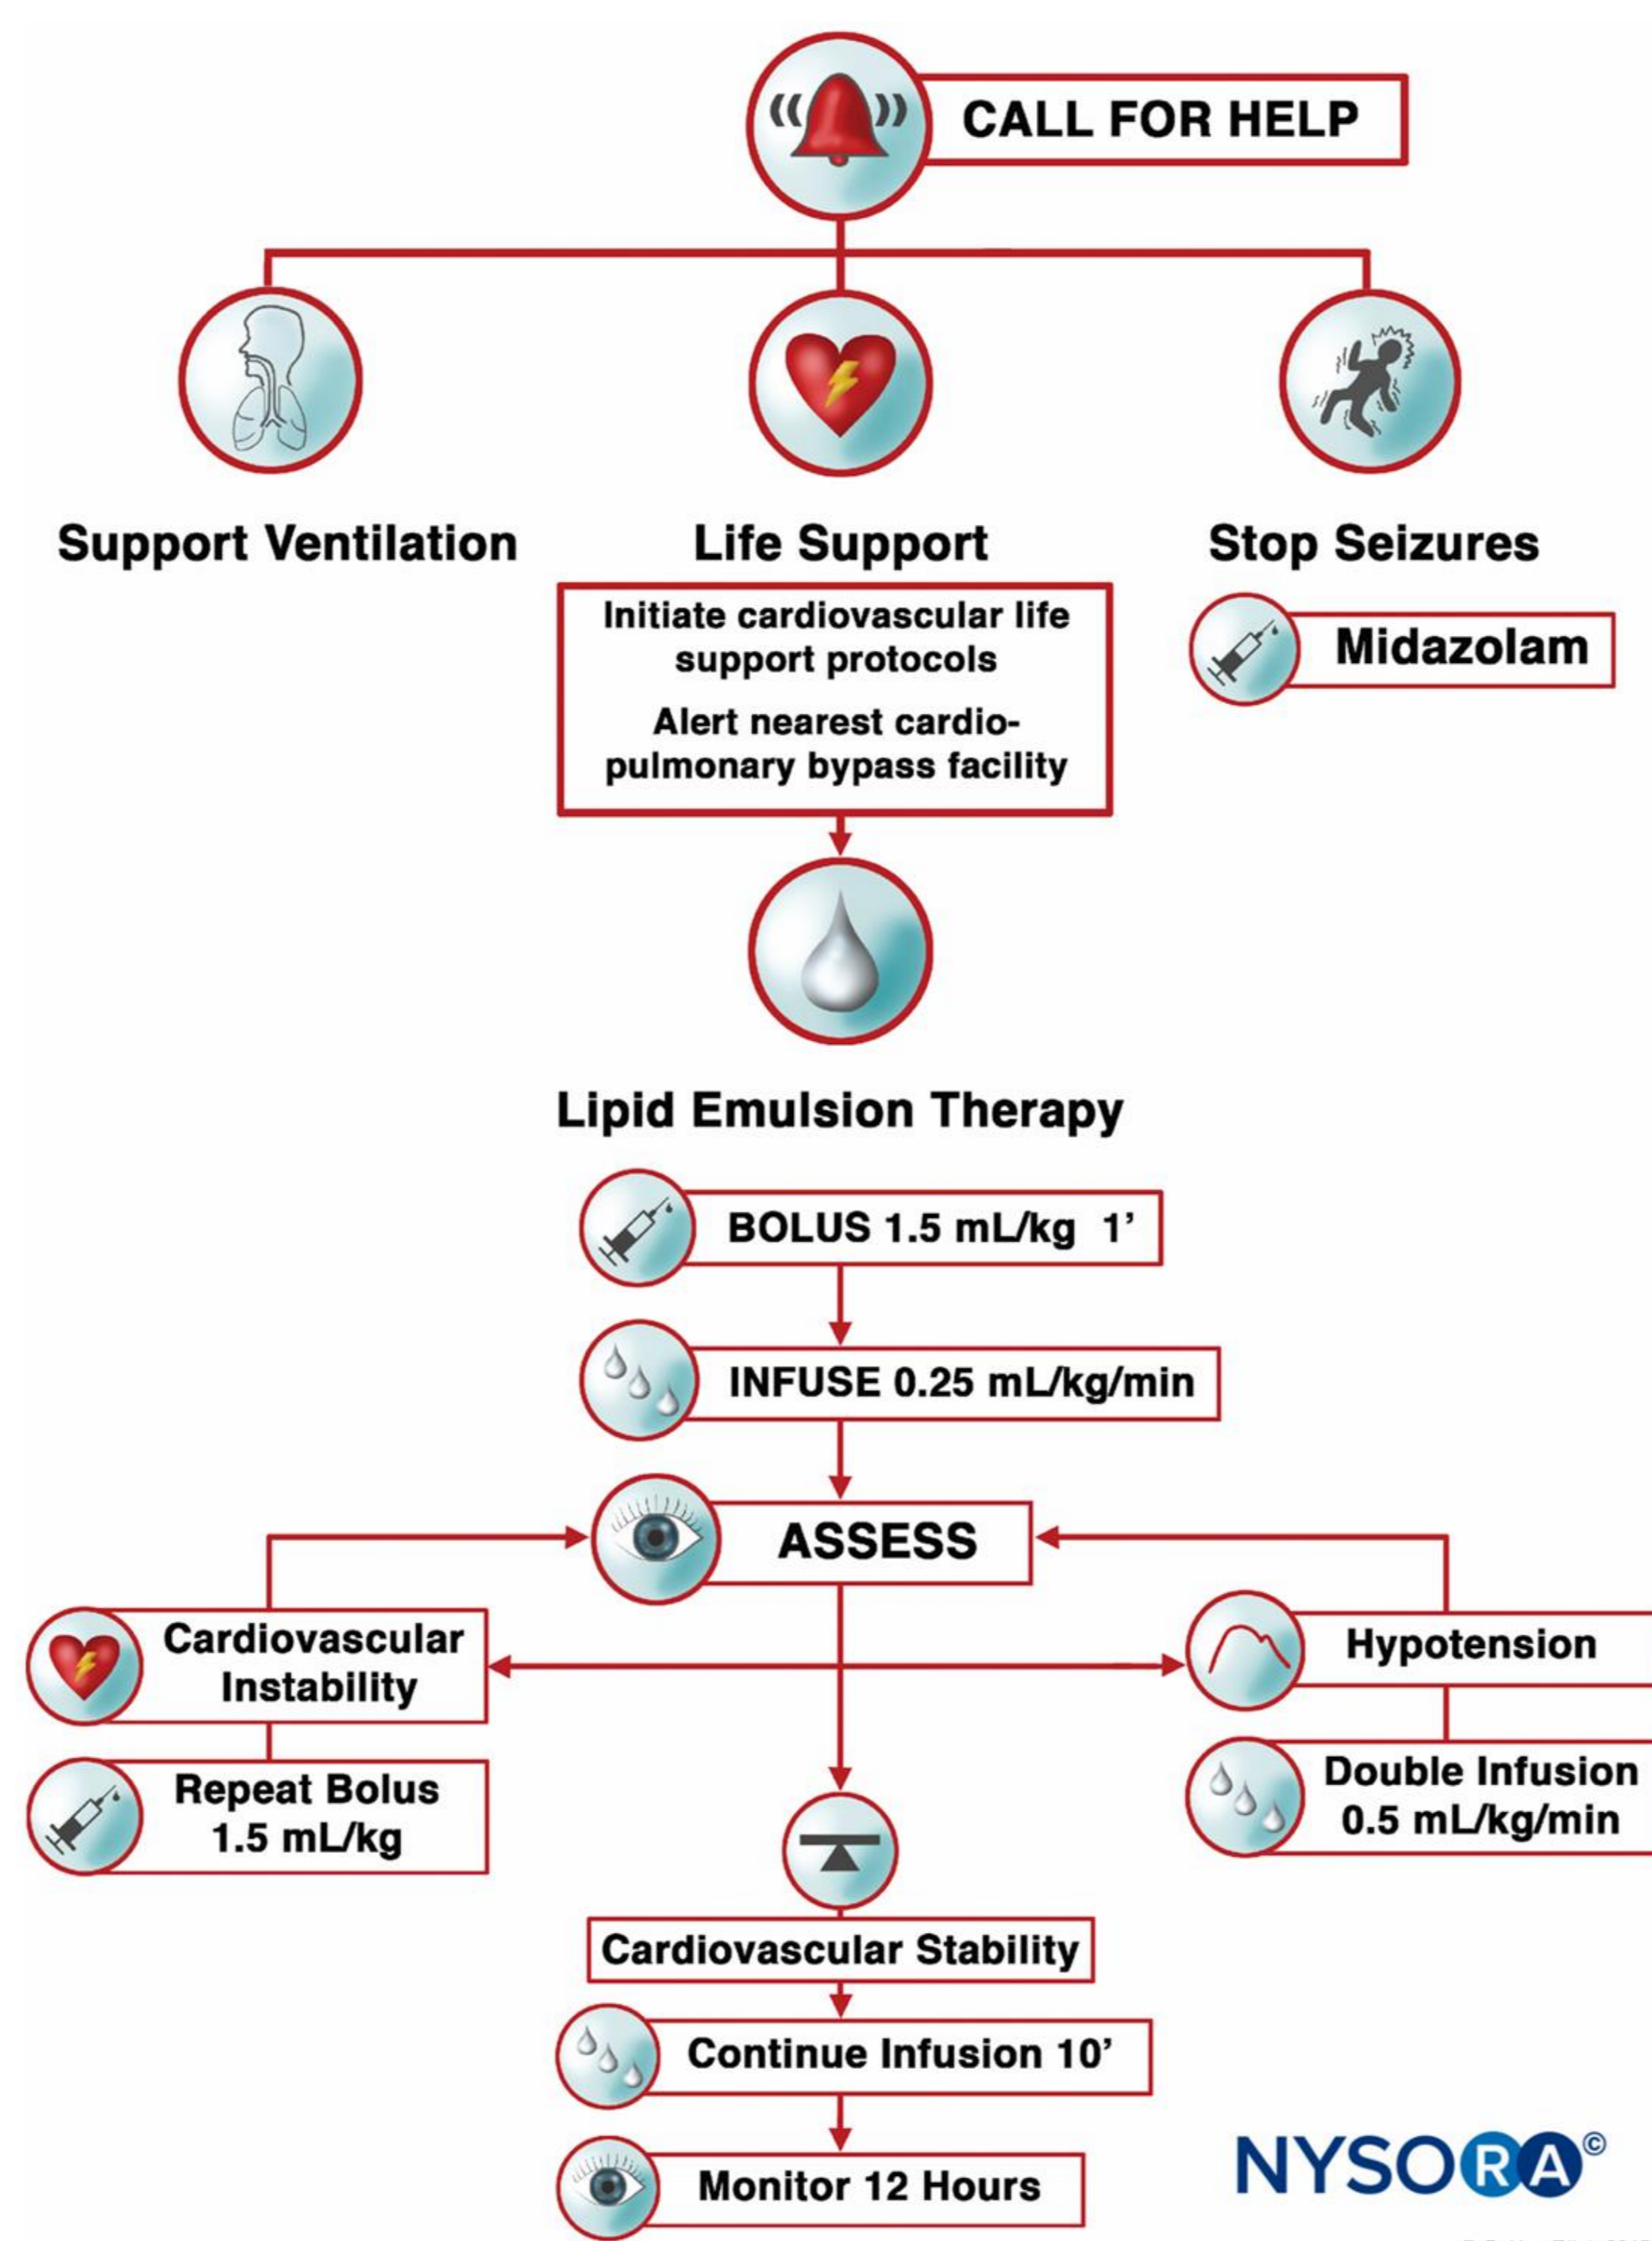 CALL FOR HELP
Support Ventilation
Life Support
Stop Seizures
Initiate cardiovascular life
support protocols
Alert nearest cardio-
pulmonary bypass facility
Midazolam
Lipid Emulsion Therapy
BOLUS 1.5 mL/kg 1’
INFUSE 0.25 mL/kg/min
ASSESS
Cardiovascular
Instability
Hypotension
Repeat Bolus
1.5 mL/kg
Double Infusion
0.5 mL/kg/min
Cardiovascular Stability
Continue Infusion 10’
Monitor 12 Hours
NYSORA©